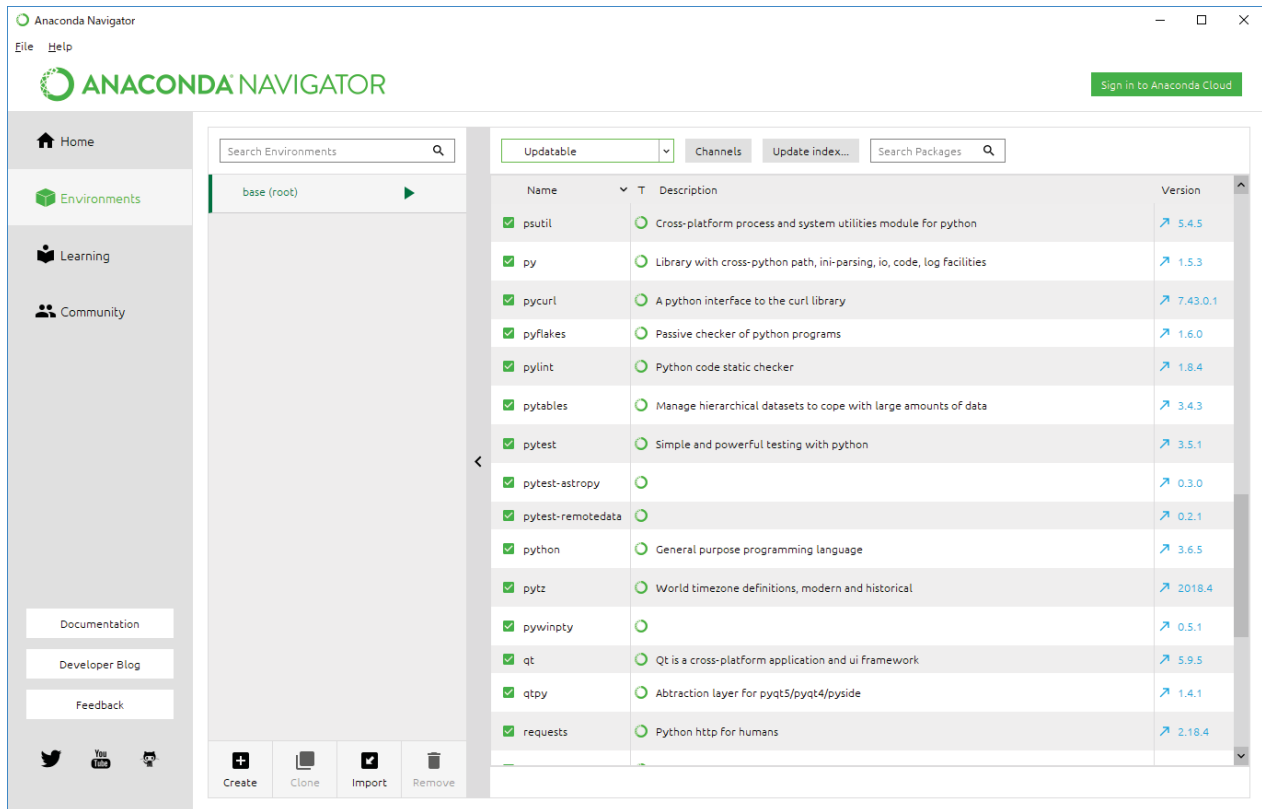 Anaconda Navigator
File Help
ANACONDA NAVIGATOR
Sign in to Anaconda Cloud
Home
Environments
Learning
Community
Documentation
Developer Blog
Feedback
You
Tube
Search Environments
base (root)
Create Clone Import Remove
Updatable Channels Update index... Search Packages
Name T Description Version
psutil Cross-platform process and system utilities module for python 5.4.5
py Library with cross-python path, ini-parsing, io, code, log facilities 1.5.3
pycurl A python interface to the curl library 7.43.0.1
pyflakes Passive checker of python programs 1.6.0
pylint Python code static checker 1.8.4
pytables Manage hierarchical datasets to cope with large amounts of data 3.4.3
pytest Simple and powerful testing with python 3.5.1
pytest-astropy 0.3.0
pytest-remotedata 0.2.1
python General purpose programming language 3.6.5
pytz World timezone definitions, modern and historical 2018.4
pywinpty 0.5.1
qt Qt is a cross-platform application and ui framework 5.9.5
qtpy Abtraction layer for pyqt5/pyqt4/pyside 1.4.1
requests Python http for humans 2.18.4